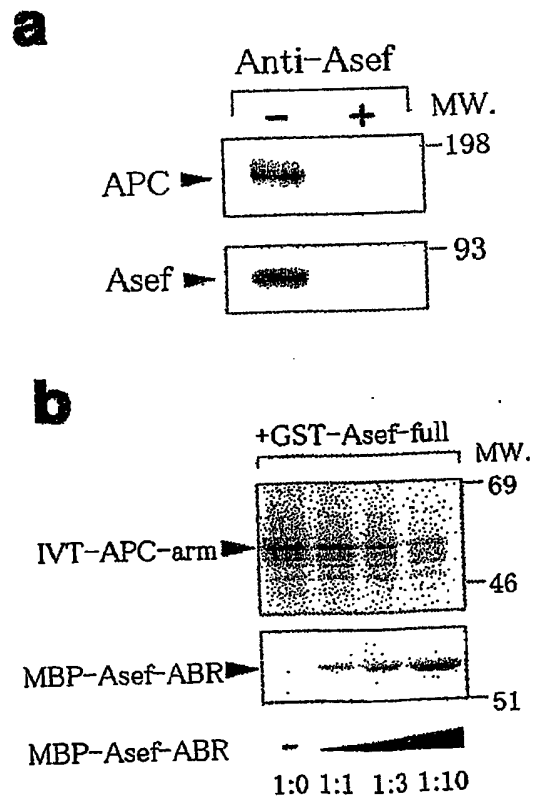 a
Anti-Asef
- + MW.
-198
APC
-93
Asef
b
+GST-Asef-full
MW.
-69
IVT-APC-arm
-46
MBP-Asef-ABR
-51
MBP-Asef-ABR -
1:0 1:1 1:3 1:10